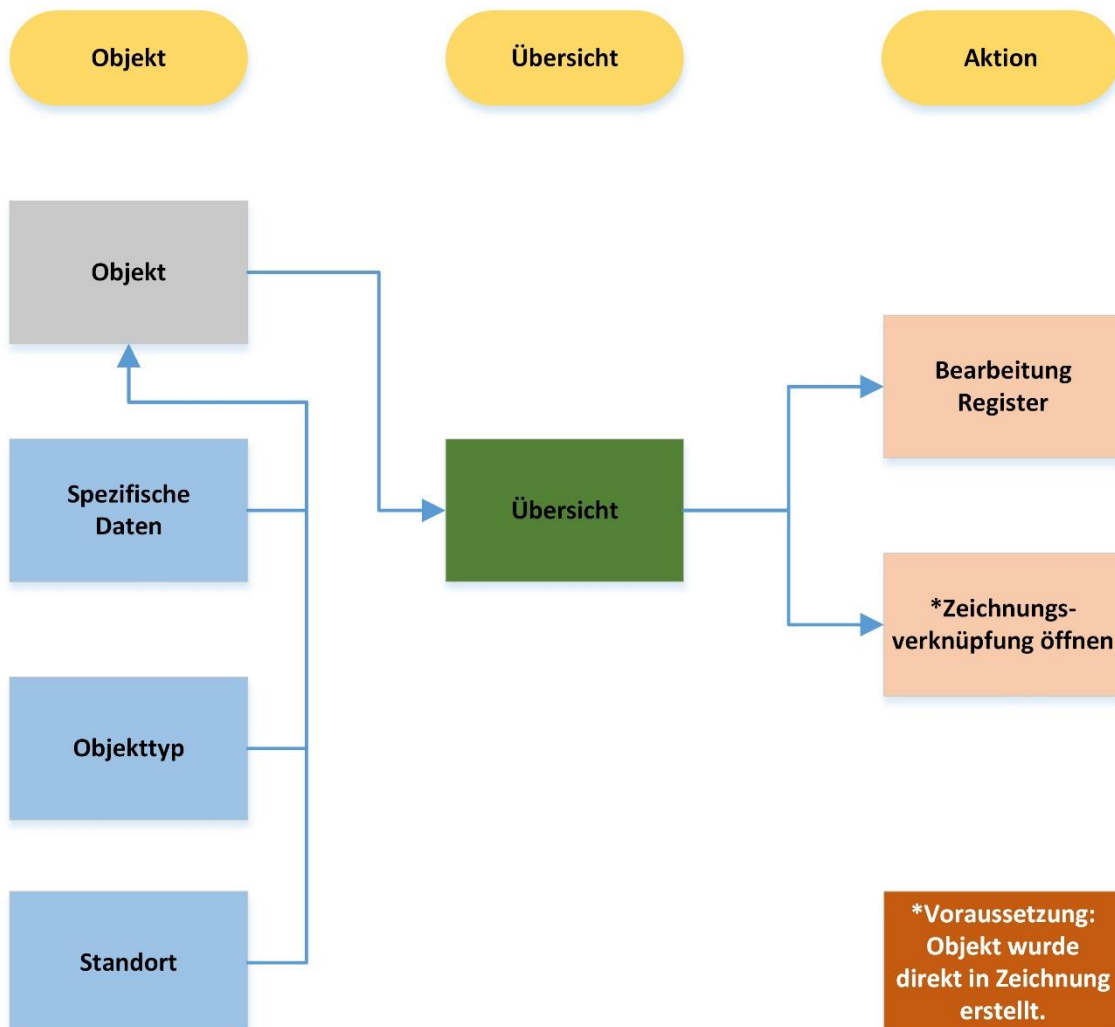 Objekt
Übersicht
Aktion
Objekt
Bearbeitung
Register
Spezifische
Daten
Übersicht
*Zeichnungs-
verknüpfung öffnen
Objekttyp
Standort
*Voraussetzung:
Objekt wurde
direkt in Zeichnung
erstellt.